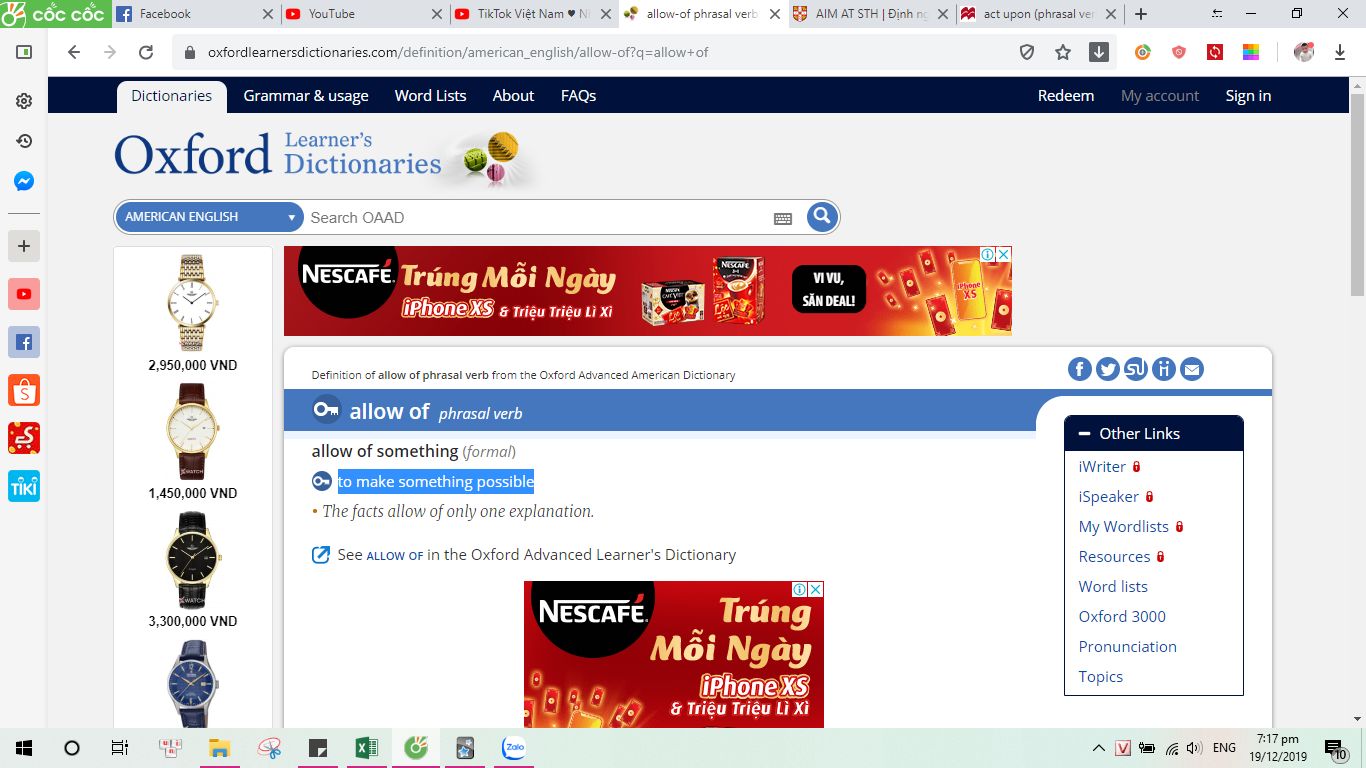 cốc cốc
Facebook
YouTube
TikTok Việt Nam ♥ Ni
allow-of phrasal verb
AIM AT STH | Định ng
act upon (phrasal ver
oxfordlearnersdictionaries.com/definition/american_english/allow-of?q=allow+of
Dictionaries Grammar & usage Word Lists About FAQs Redeem My account Sign in
Oxford Learner's
Dictionaries
AMERICAN ENGLISH Search OAAD
NESCAFÉ. Trúng Mỗi Ngày
iPhone XS & Triệu Triệu Lì Xì
VI VU,
SĂN DEAL!
iPhone
XS
2,950,000 VND
1,450,000 VND
3,300,000 VND
Definition of allow of phrasal verb from the Oxford Advanced American Dictionary
allow of phrasal verb
allow of something (formal)
to make something possible
• The facts allow of only one explanation.
See ALLOW OF in the Oxford Advanced Learner's Dictionary
NESCAFÉ.
Trúng
Mỗi Ngày
iPhone XS
& Triệu Triệu Lì Xì
Other Links
iWriter
iSpeaker
My Wordlists
Resources
Word lists
Oxford 3000
Pronunciation
Topics
TIKI
Zalo
V
ENG
7:17 pm
19/12/2019
10